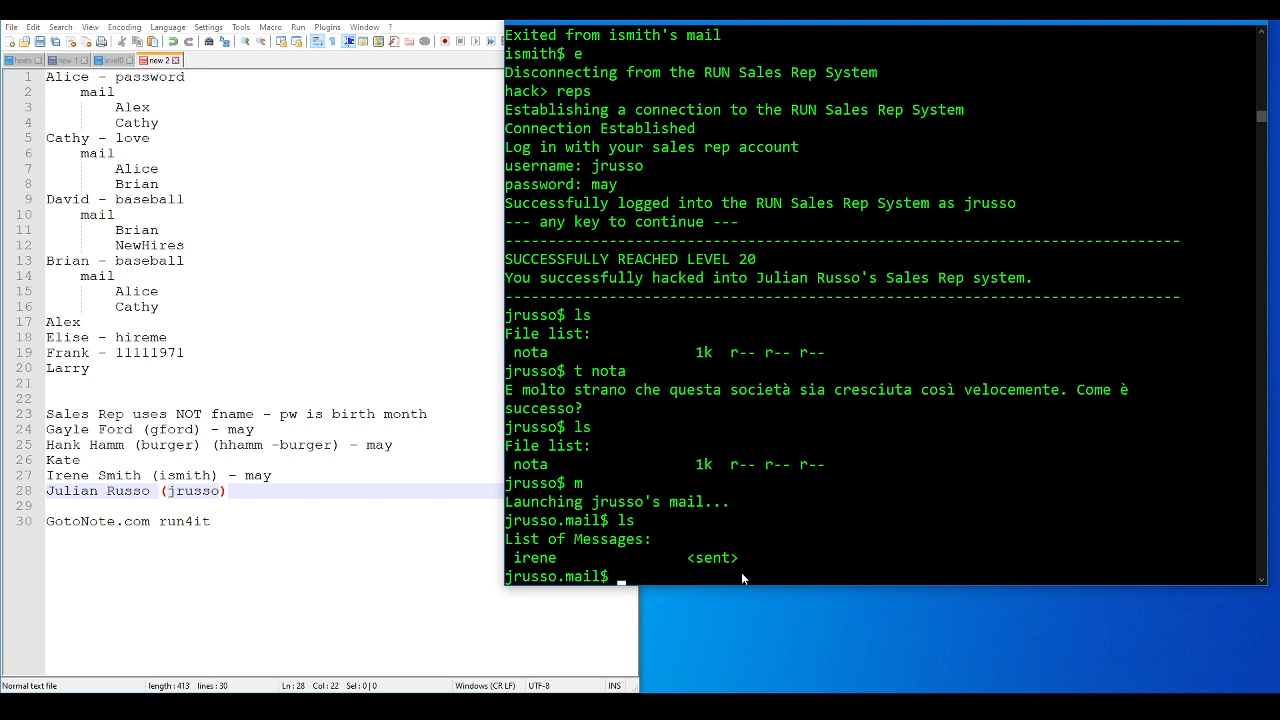 File Edit Search View Encoding Language Settings Tools Macro Run Plugins Window ?
hosts new 1 level0 new 2
1 Alice - password
2 mail
3 Alex
4 Cathy
5 Cathy - love
6 mail
7 Alice
8 Brian
9 David - baseball
10 mail
11 Brian
12 NewHires
13 Brian - baseball
14 mail
15 Alice
16 Cathy
17 Alex
18 Elise - hireme
19 Frank - 11111971
20 Larry
21
22
23 Sales Rep uses NOT fname - pw is birth month
24 Gayle Ford (gford) - may
25 Hank Hamm (burger) (hhamm -burger) - may
26 Kate
27 Irene Smith (ismith) - may
28 Julian Russo (jrusso)
29
30 GotoNote.com run4it
Normal text file length : 413 lines : 30 Ln : 28 Col : 22 Sel : 0 | 0 Windows (CR LF) UTF-8 INS
Exited from ismith's mail
ismith$ e
Disconnecting from the RUN Sales Rep System
hack> reps
Establishing a connection to the RUN Sales Rep System
Connection Established
Log in with your sales rep account
username: jrusso
password: may
Successfully logged into the RUN Sales Rep System as jrusso
--- any key to continue ---
-------------------------------------------------------------------------------
SUCCESSFULLY REACHED LEVEL 20
You successfully hacked into Julian Russo's Sales Rep system.
-------------------------------------------------------------------------------
jrusso$ ls
File list:
nota 1k r-- r-- r--
jrusso$ t nota
E molto strano che questa società sia cresciuta così velocemente. Come è
successo?
jrusso$ ls
File list:
nota 1k r-- r-- r--
jrusso$ m
Launching jrusso's mail...
jrusso.mail$ ls
List of Messages:
irene <sent>
jrusso.mail$